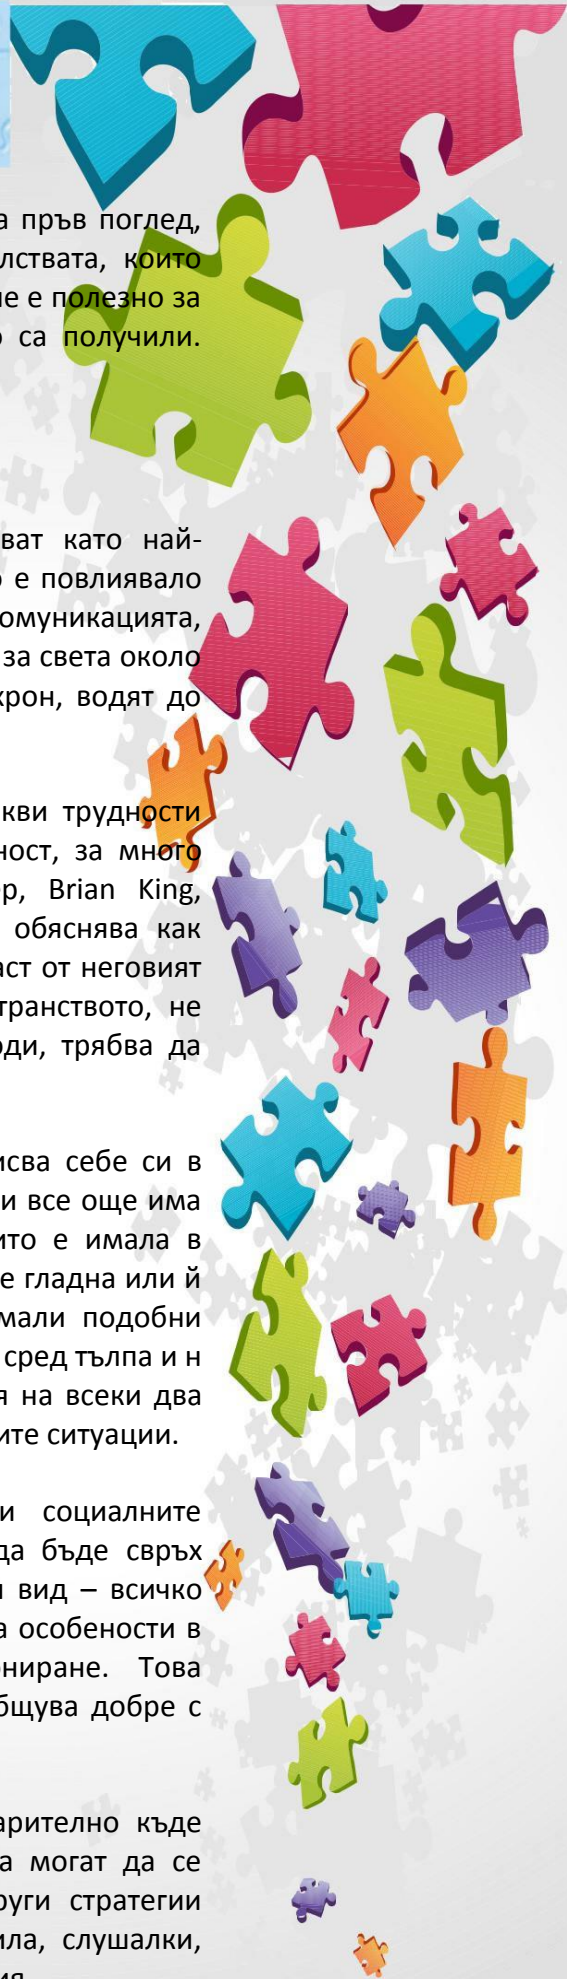 а пръв поглед,
лствата, които
не е полезно за
о са получили.
ват като най-
о е повлиявало
омуникацията,
за света около
хрон, водят до
кви трудности
ност, за много
ер, Brian King,
обяснява как
аст от неговият
транството, не
оди, трябва да
исва себе си в
и все още има
ито е имала в
е гладна или й
мали подобни
сред тълпа и н
я на всеки два
ите ситуации.
и социалните
да бъде свръх
и вид – всичко
а особености в
ониране. Това
бщува добре с
арително къде
а могат да се
руги стратегии
ила, слушалки,